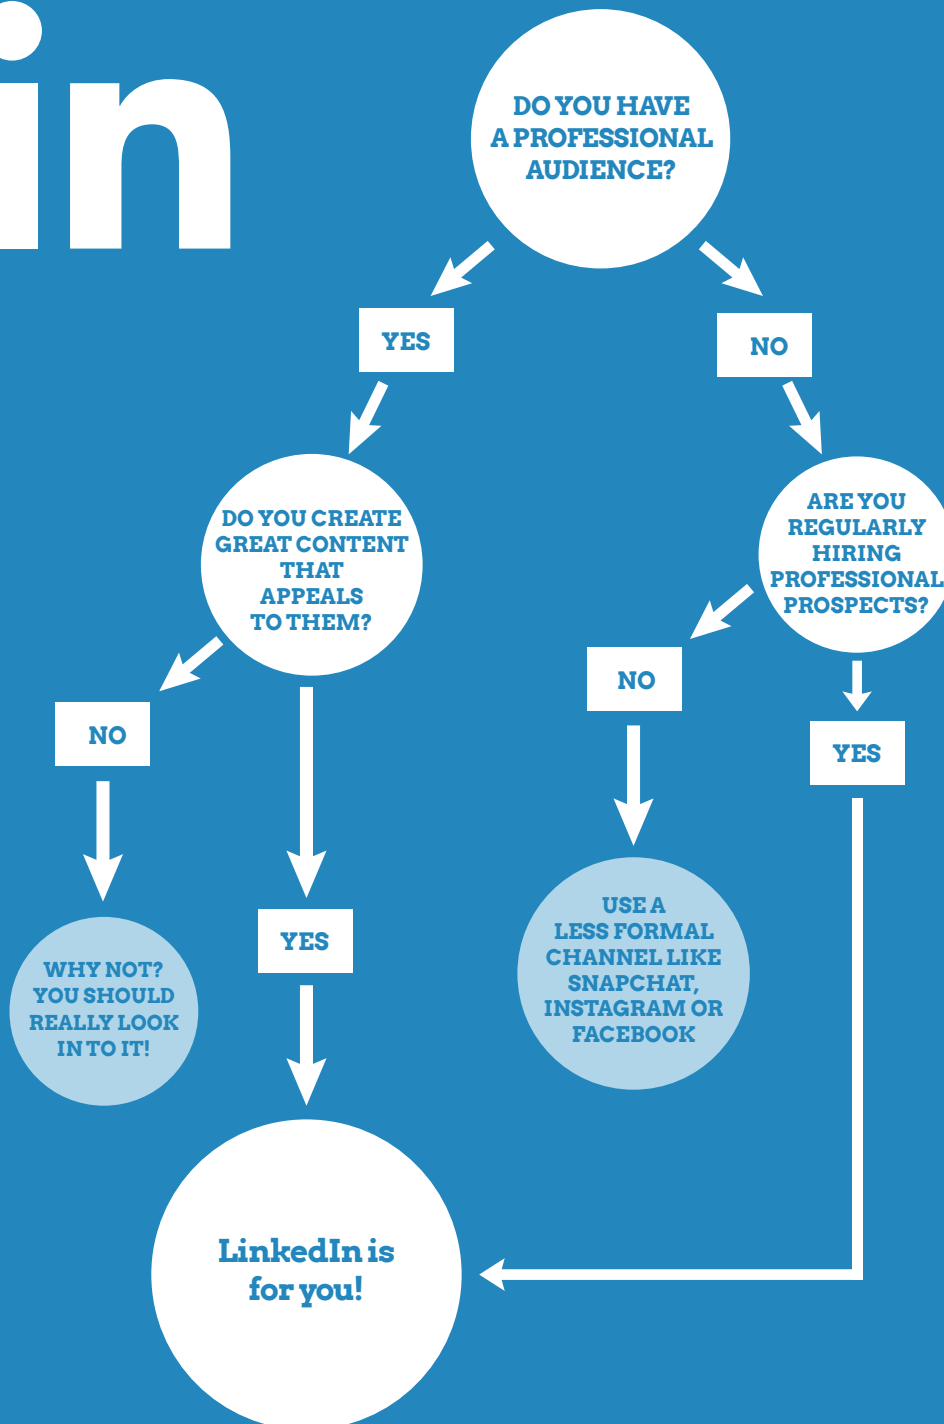 in
DO YOU HAVE
A PROFESSIONAL
AUDIENCE?
YES
NO
DO YOU CREATE
GREAT CONTENT
THAT
APPEALS
TO THEM?
ARE YOU
REGULARLY
HIRING
PROFESSIONAL
PROSPECTS?
NO
YES
NO
YES
WHY NOT?
YOU SHOULD
REALLY LOOK
IN TO IT!
USE A
LESS FORMAL
CHANNEL LIKE
SNAPCHAT,
INSTAGRAM OR
FACEBOOK
LinkedIn is
for you!